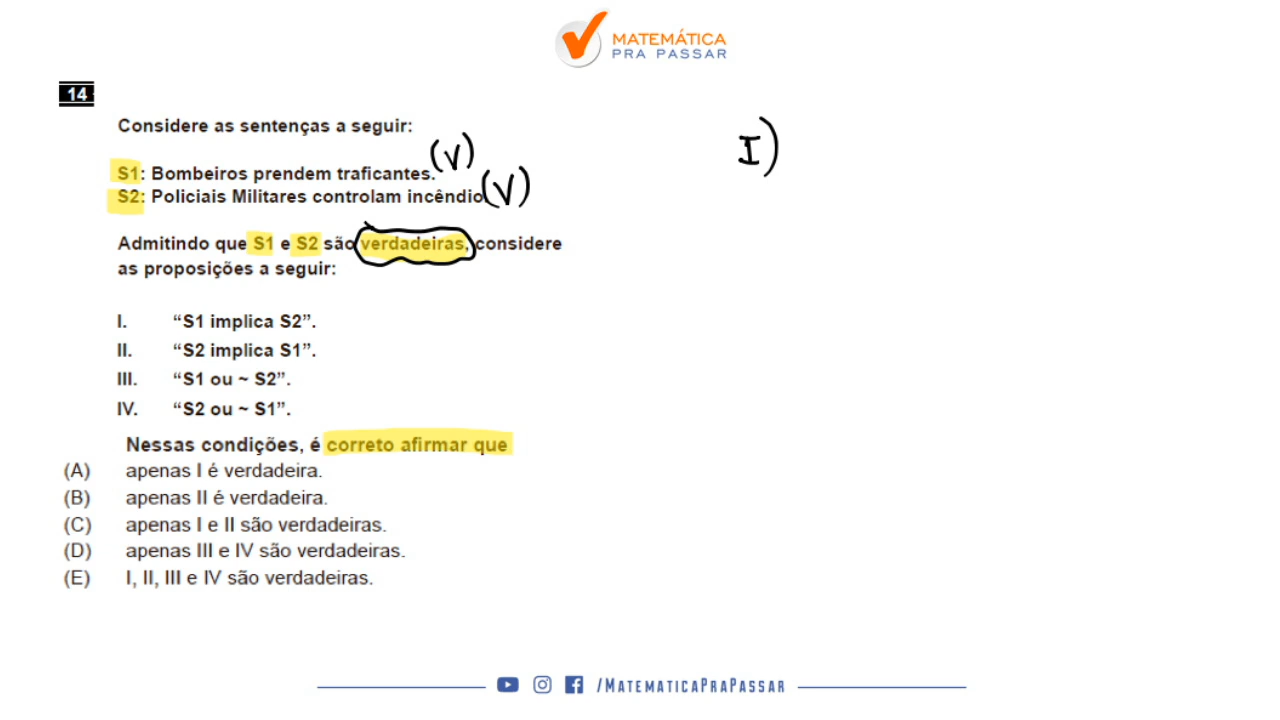 MATEMÁTICA
PRA PASSAR
14
Considere as sentenças a seguir:
S1: Bombeiros prendem traficantes. (V)
S2: Policiais Militares controlam incêndio (V)
I)
Admitindo que S1 e S2 são verdadeiras, considere
as proposições a seguir:
I. “S1 implica S2”.
II. “S2 implica S1”.
III. “S1 ou ~ S2”.
IV. “S2 ou ~ S1”.
Nessas condições, é correto afirmar que
(A) apenas I é verdadeira.
(B) apenas II é verdadeira.
(C) apenas I e II são verdadeiras.
(D) apenas III e IV são verdadeiras.
(E) I, II, III e IV são verdadeiras.
/MATEMATICAPRAPASSAR